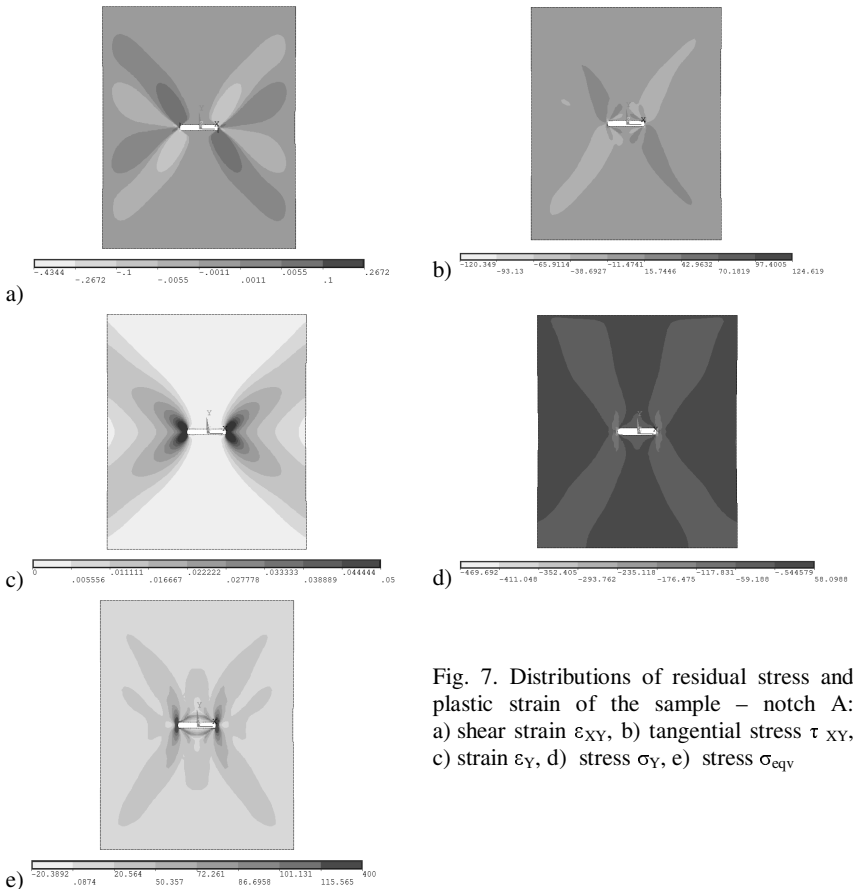 -.4344 -.2672 -.1 -.0055 -.0011 .0011 .0055 .1 .2672
a)
-120.349 -93.13 -65.9114 -38.6927 -11.4741 15.7446 42.9632 70.1819 97.4005 124.619
b)
Y
X
0 .005556 .011111 .016667 .022222 .027778 .033333 .038889 .044444 .05
c)
-469.692 -411.048 -352.405 -293.762 -235.118 -176.475 -117.831 -59.188 -.544579 58.0988
d)
-20.3892 .0874 20.564 50.357 72.261 86.6958 101.131 115.565 400
e)
Fig. 7. Distributions of residual stress and
plastic strain of the sample – notch A:
a) shear strain εXY, b) tangential stress τ XY,
c) strain εY, d) stress σY, e) stress σeqv